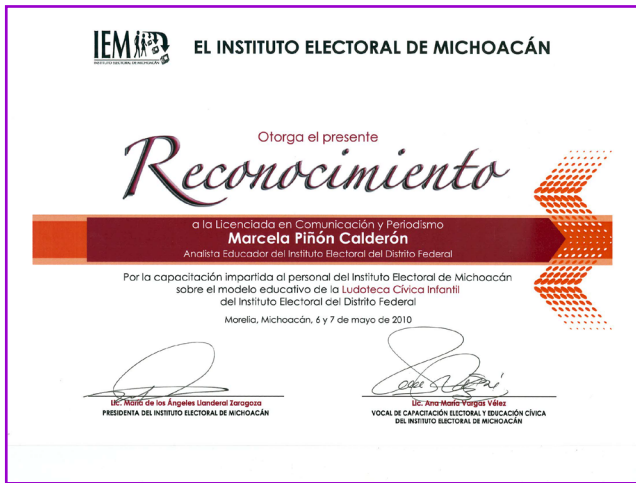 IEM
INSTITUTO ELECTORAL DE MICHOACÁN
EL INSTITUTO ELECTORAL DE MICHOACÁN
Otorga el presente
Reconocimiento
a la Licenciada en Comunicación y Periodismo
Marcela Piñón Calderón
Analista Educador del Instituto Electoral del Distrito Federal
Por la capacitación impartida al personal del Instituto Electoral de Michoacán
sobre el modelo educativo de la Ludoteca Cívica Infantil
del Instituto Electoral del Distrito Federal
Morelia, Michoacán, 6 y 7 de mayo de 2010
Lic. María de los Ángeles Llanderal Zaragoza
PRESIDENTA DEL INSTITUTO ELECTORAL DE MICHOACÁN
Lic. Ana María Vargas Vélez
VOCAL DE CAPACITACIÓN ELECTORAL Y EDUCACIÓN CÍVICA
DEL INSTITUTO ELECTORAL DE MICHOACÁN